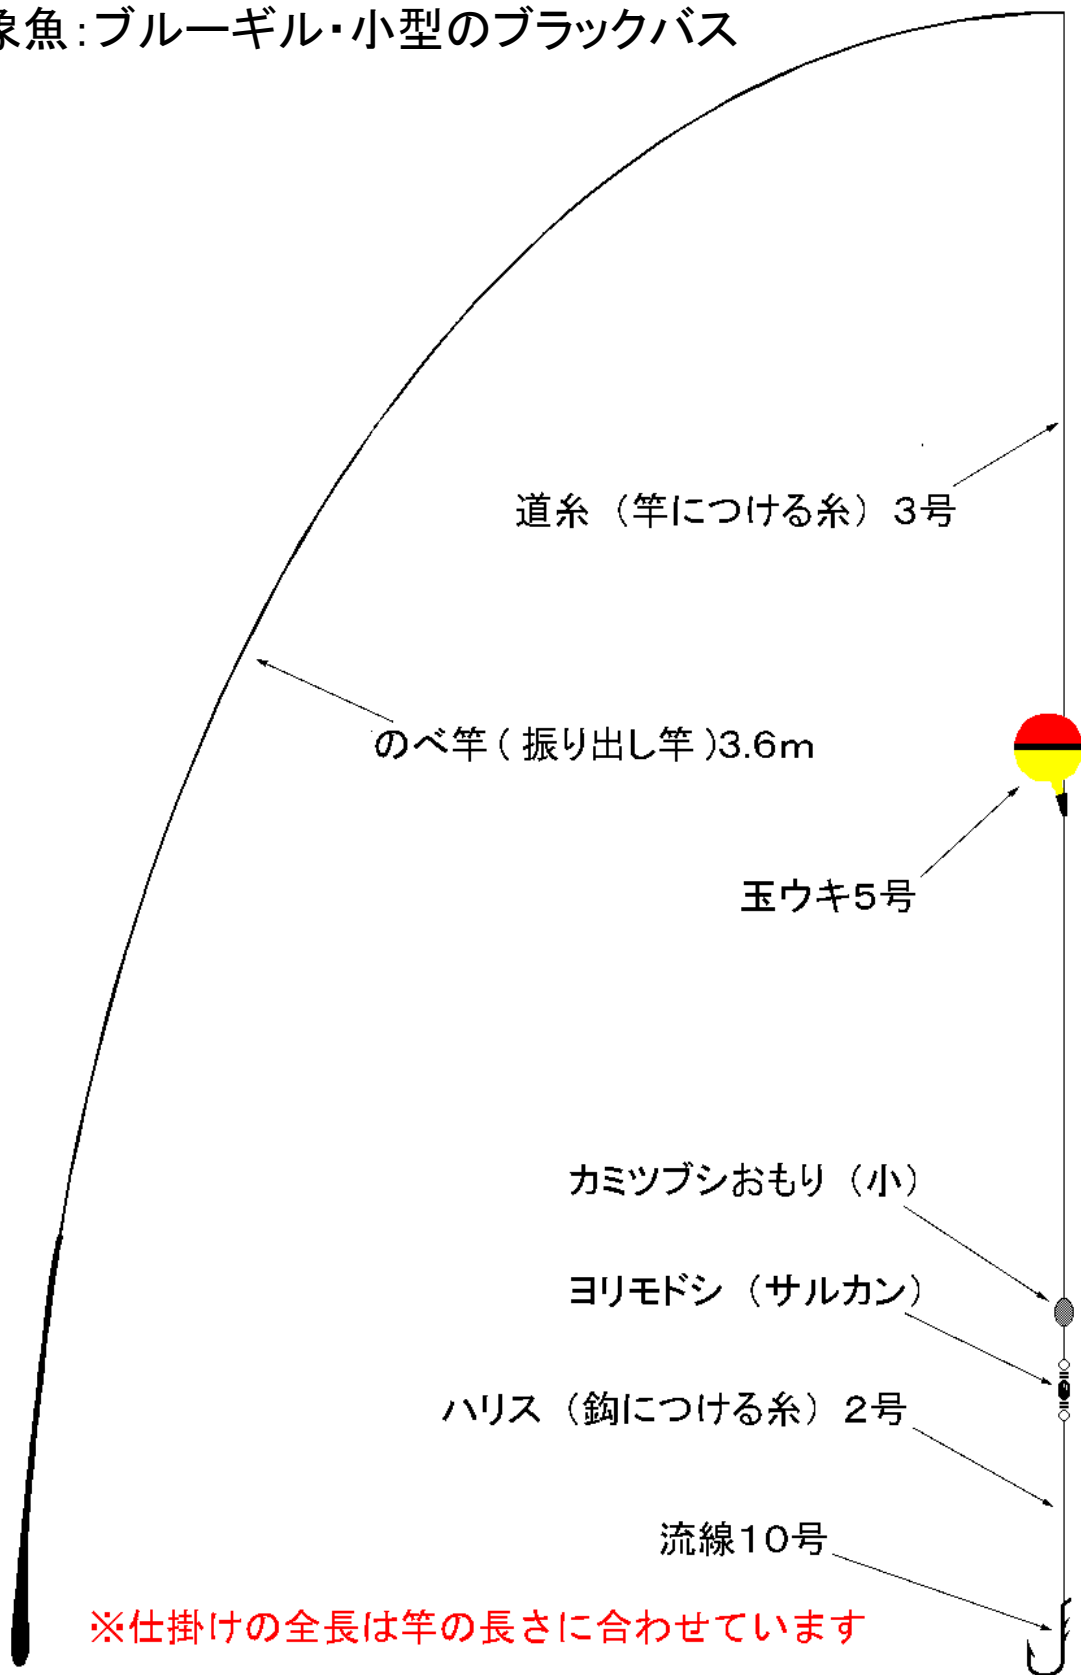 象魚：ブルーギル・小型のブラックバス
道糸（竿につける糸）３号
のべ竿（振り出し竿）3.6m
玉ウキ５号
カミツブシおもり（小）
ヨリモドシ（サルカン）
ハリス（鈎につける糸）２号
流線１０号
※仕掛けの全長は竿の長さに合わせています